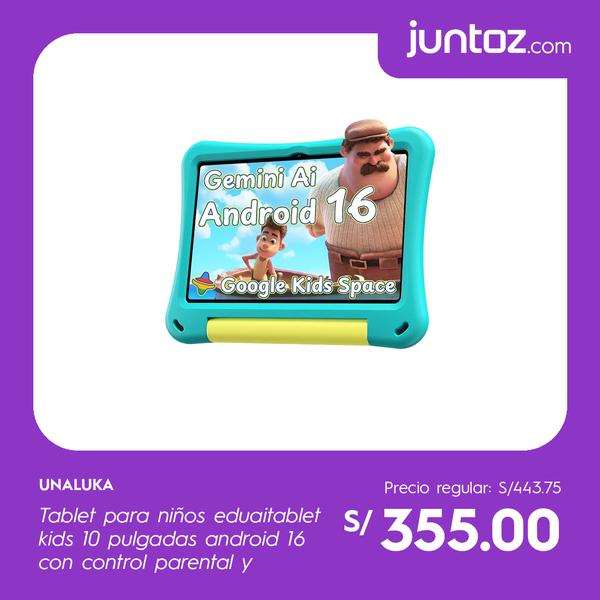 juntoz.com
Gemini Ai
Android 16
Google Kids Space
UNALUKA
Tablet para niños eduaitablet
kids 10 pulgadas android 16
con control parental y
Precio regular: S/443.75
S/ 355.00